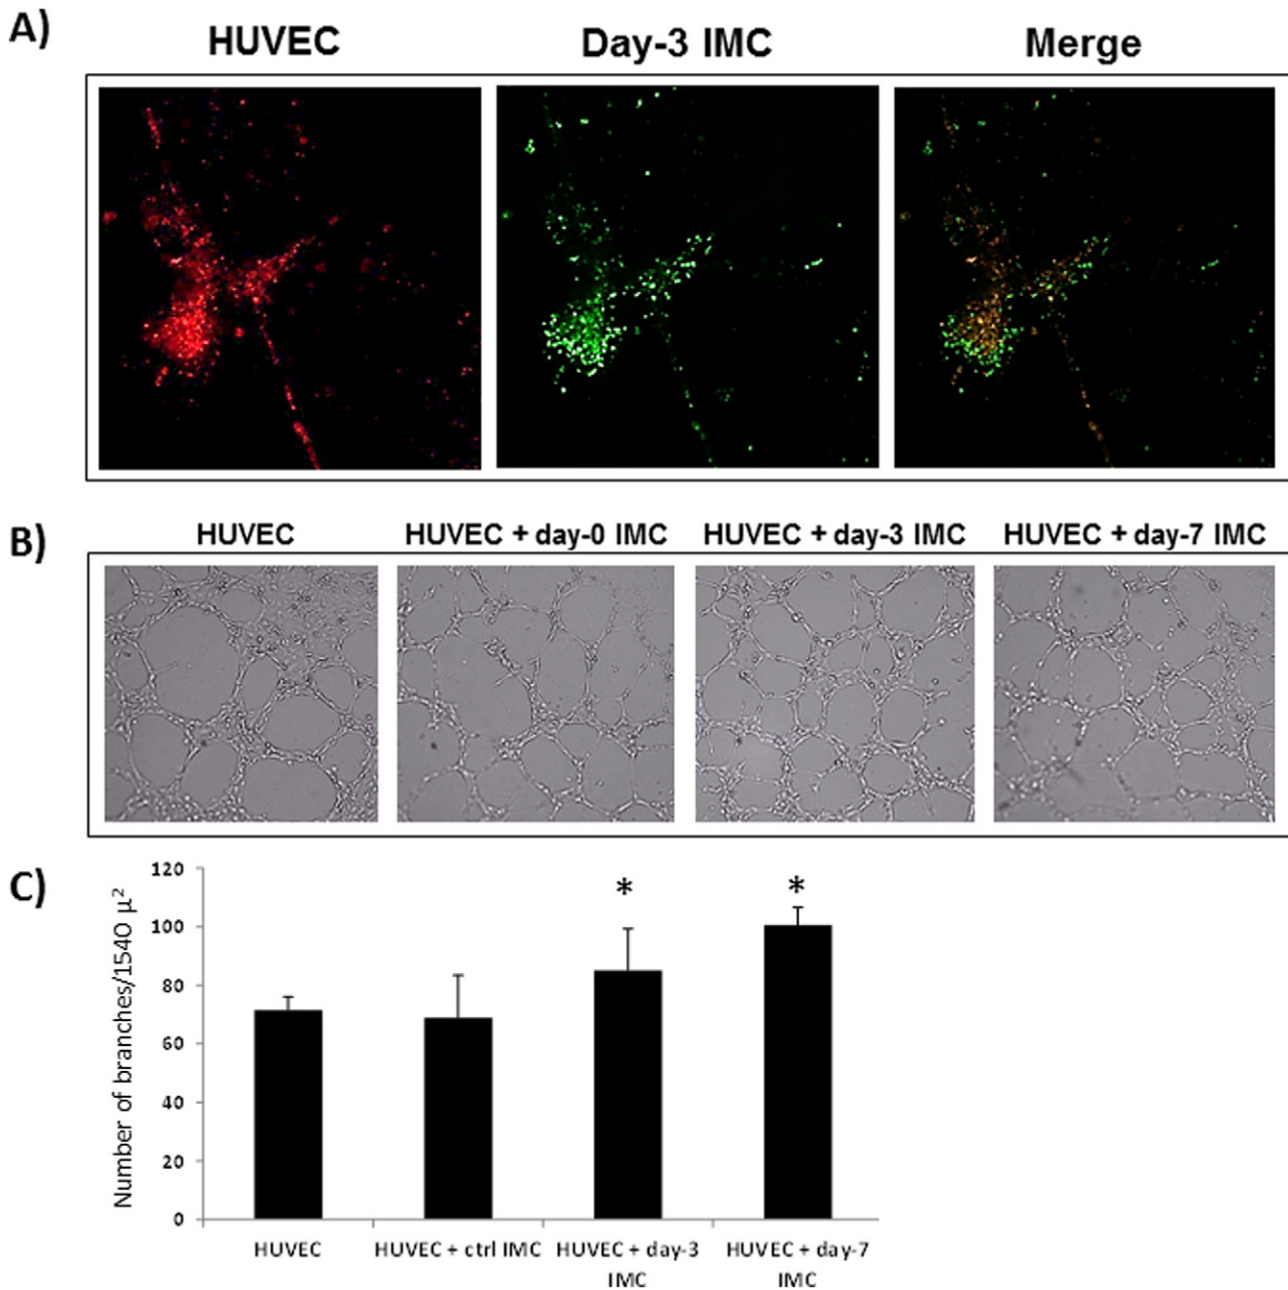 A)
HUVEC Day-3 IMC Merge
B)
HUVEC HUVEC + day-0 IMC HUVEC + day-3 IMC HUVEC + day-7 IMC
C)
Number of branches/1540 µ²
120
100
80
60
40
20
0
HUVEC HUVEC + ctrl IMC HUVEC + day-3 HUVEC + day-7
IMC IMC
* *